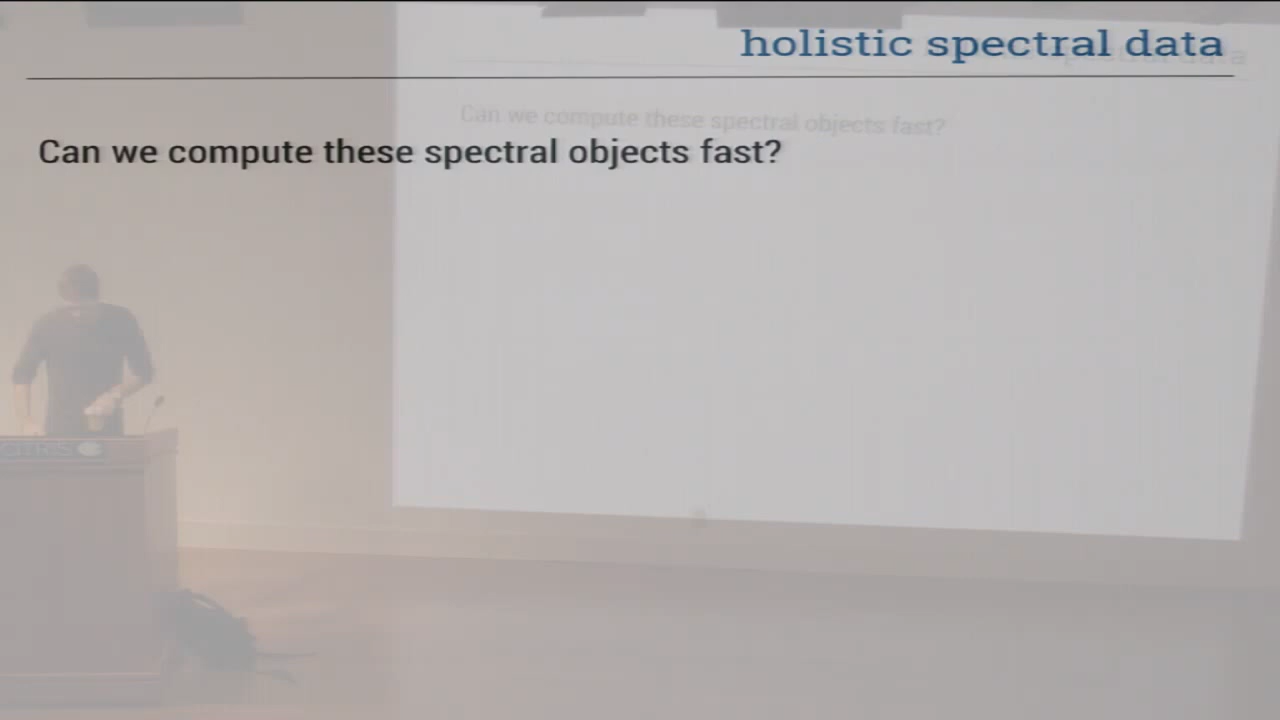 holistic spectral data
Can we compute these spectral objects fast?
Can we compute these spectral objects fast?